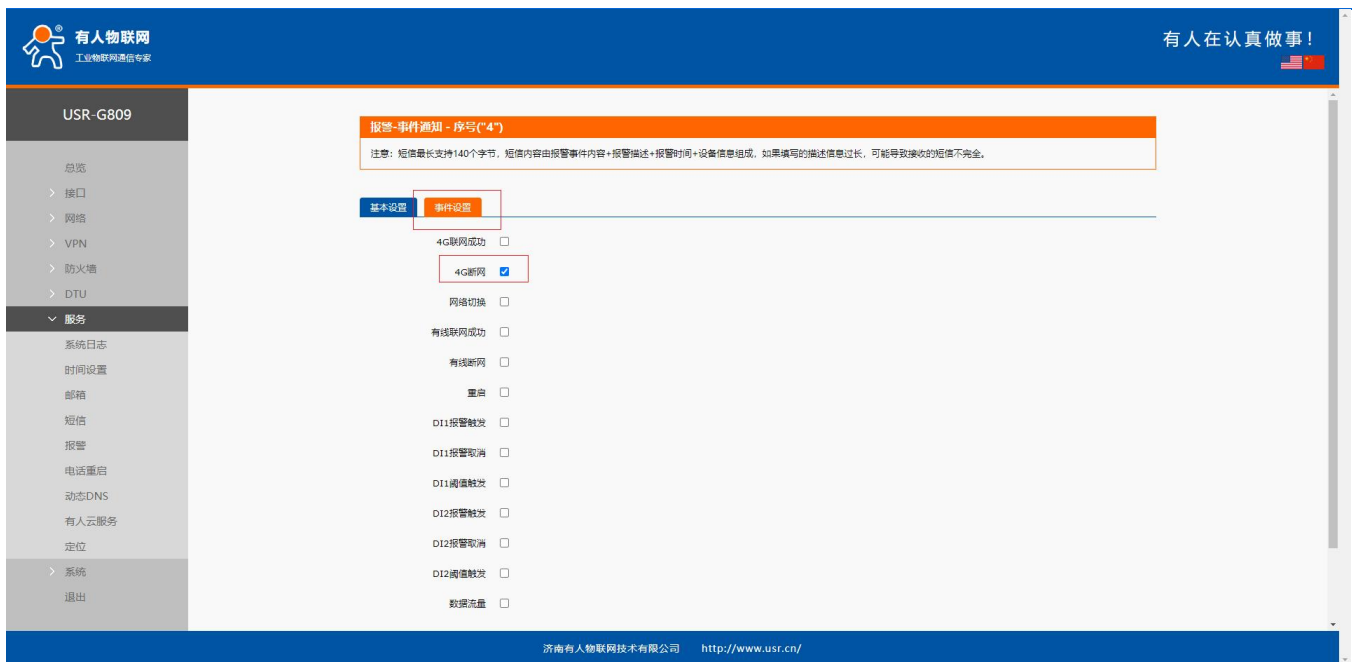 有人物联网
工业物联网通信专家
有人在认真做事！
USR-G809
总览
接口
网络
VPN
防火墙
DTU
服务
系统日志
时间设置
邮箱
短信
报警
电话重启
动态DNS
有人云服务
定位
系统
退出
报警-事件通知 - 序号("4")
注意：短信最长支持140个字节，短信内容由报警事件内容+报警描述+报警时间+设备信息组成，如果填写的描述信息过长，可能导致接收的短信不完全。
基本设置 事件设置
4G联网成功
4G断网
网络切换
有线联网成功
有线断网
重启
DI1报警触发
DI1报警取消
DI1阈值触发
DI2报警触发
DI2报警取消
DI2阈值触发
数据流量
济南有人物联网技术有限公司 http://www.usr.cn/